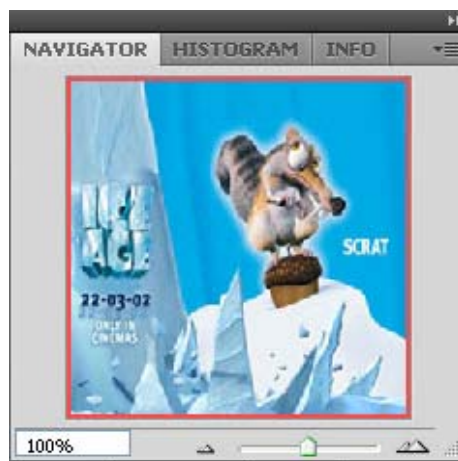 NAVIGATOR HISTOGRAM INFO
ICE
AGE
SCRAT
22-03-02
ONLY IN
CINEMAS
100%